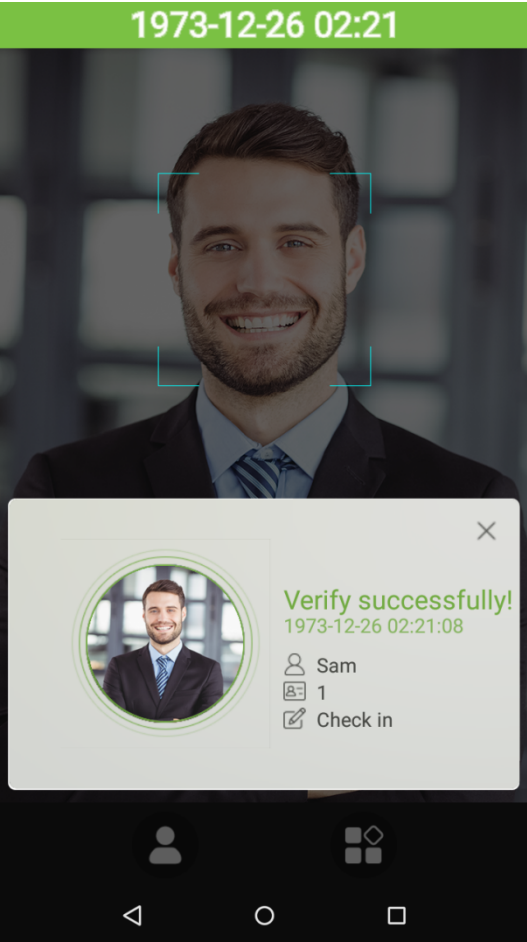 1973-12-26 02:21
Verify successfully!
1973-12-26 02:21:08
Sam
1
Check in